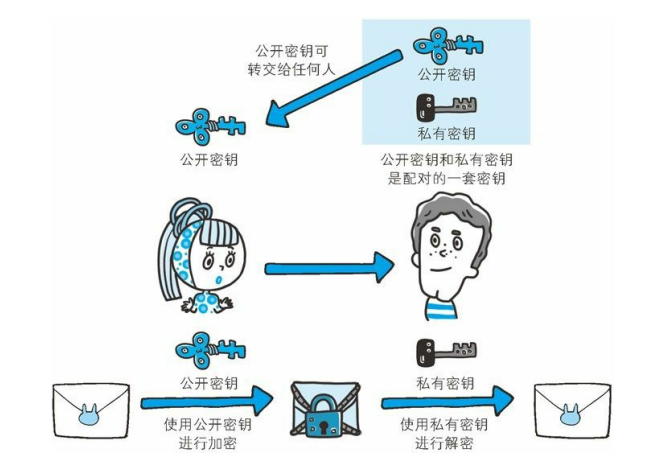 公开密钥可
转交给任何人
公开密钥
私有密钥
公开密钥
公开密钥和私有密钥
是配对的一套密钥
公开密钥
私有密钥
使用公开密钥
进行加密
使用私有密钥
进行解密